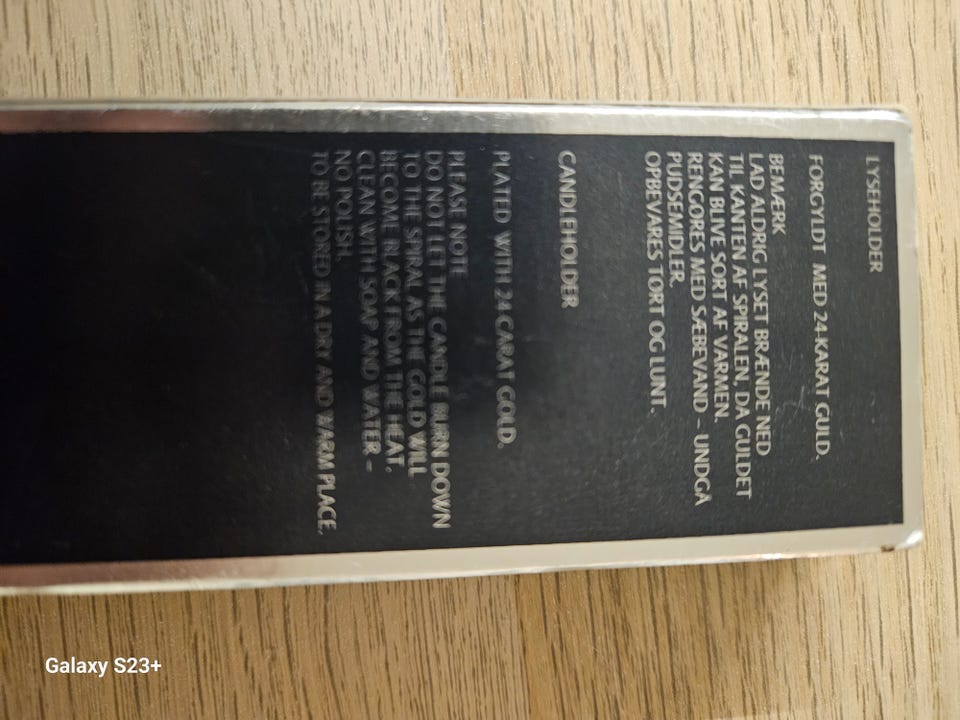 LYSEHOLDER
FORGYLDT MED 24-KARAT GULD.
BEMÆRK
LAD ALDRIG LYSET BRÆNDE NED
TIL KANTEN AF SPIRALEN, DA GULDET
KAN BLIVE SORT AF VARMEN.
RENGØRES MED SÆBEVAND - UNDGÅ
PUDSEMIDLER.
OPBEVARES TØRT OG LUNT.
CANDLEHOLDER
PLATED WITH 24 CARAT GOLD.
PLEASE NOTE
DO NOT LET THE CANDLE BURN DOWN
TO THE SPIRAL AS THE GOLD WILL
BECOME BLACK FROM THE HEAT.
CLEAN WITH SOAP AND WATER -
NO POLISH.
TO BE STORED IN A DRY AND WARM PLACE.
Galaxy S23+